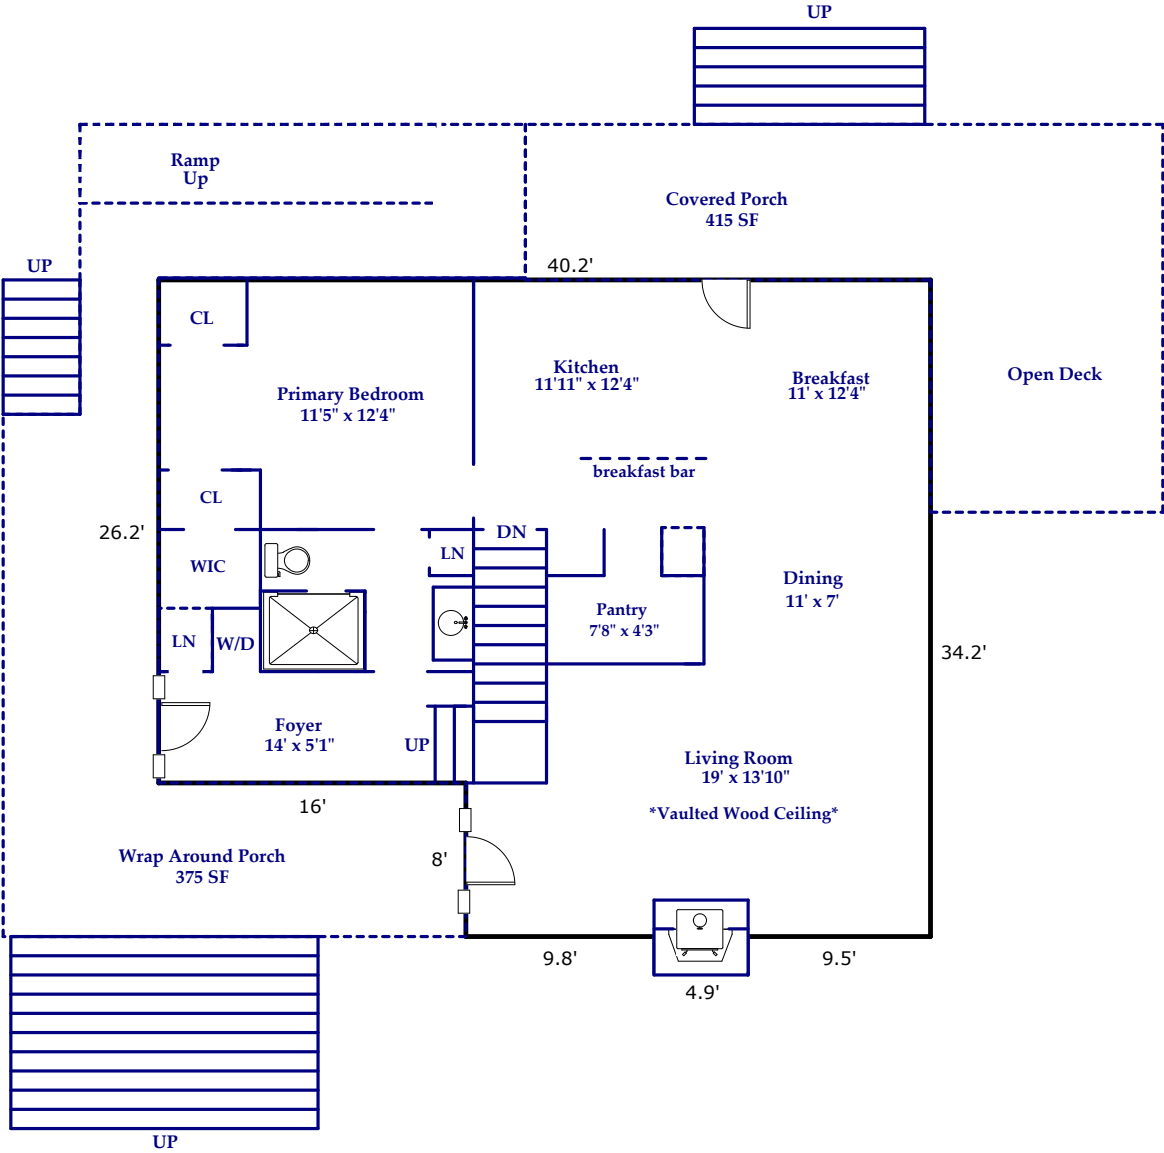 UP
Ramp
Up
Covered Porch
415 SF
UP
40.2'
CL
Kitchen
11'11" x 12'4"
Breakfast
11' x 12'4"
Open Deck
Primary Bedroom
11'5" x 12'4"
breakfast bar
CL
26.2'
DN
LN
WIC
Dining
11' x 7'
Pantry
7'8" x 4'3"
LN
W/D
34.2'
Foyer
14' x 5'1"
UP
Living Room
19' x 13'10"
16'
*Vaulted Wood Ceiling*
Wrap Around Porch
375 SF
8'
9.8'
9.5'
4.9'
UP